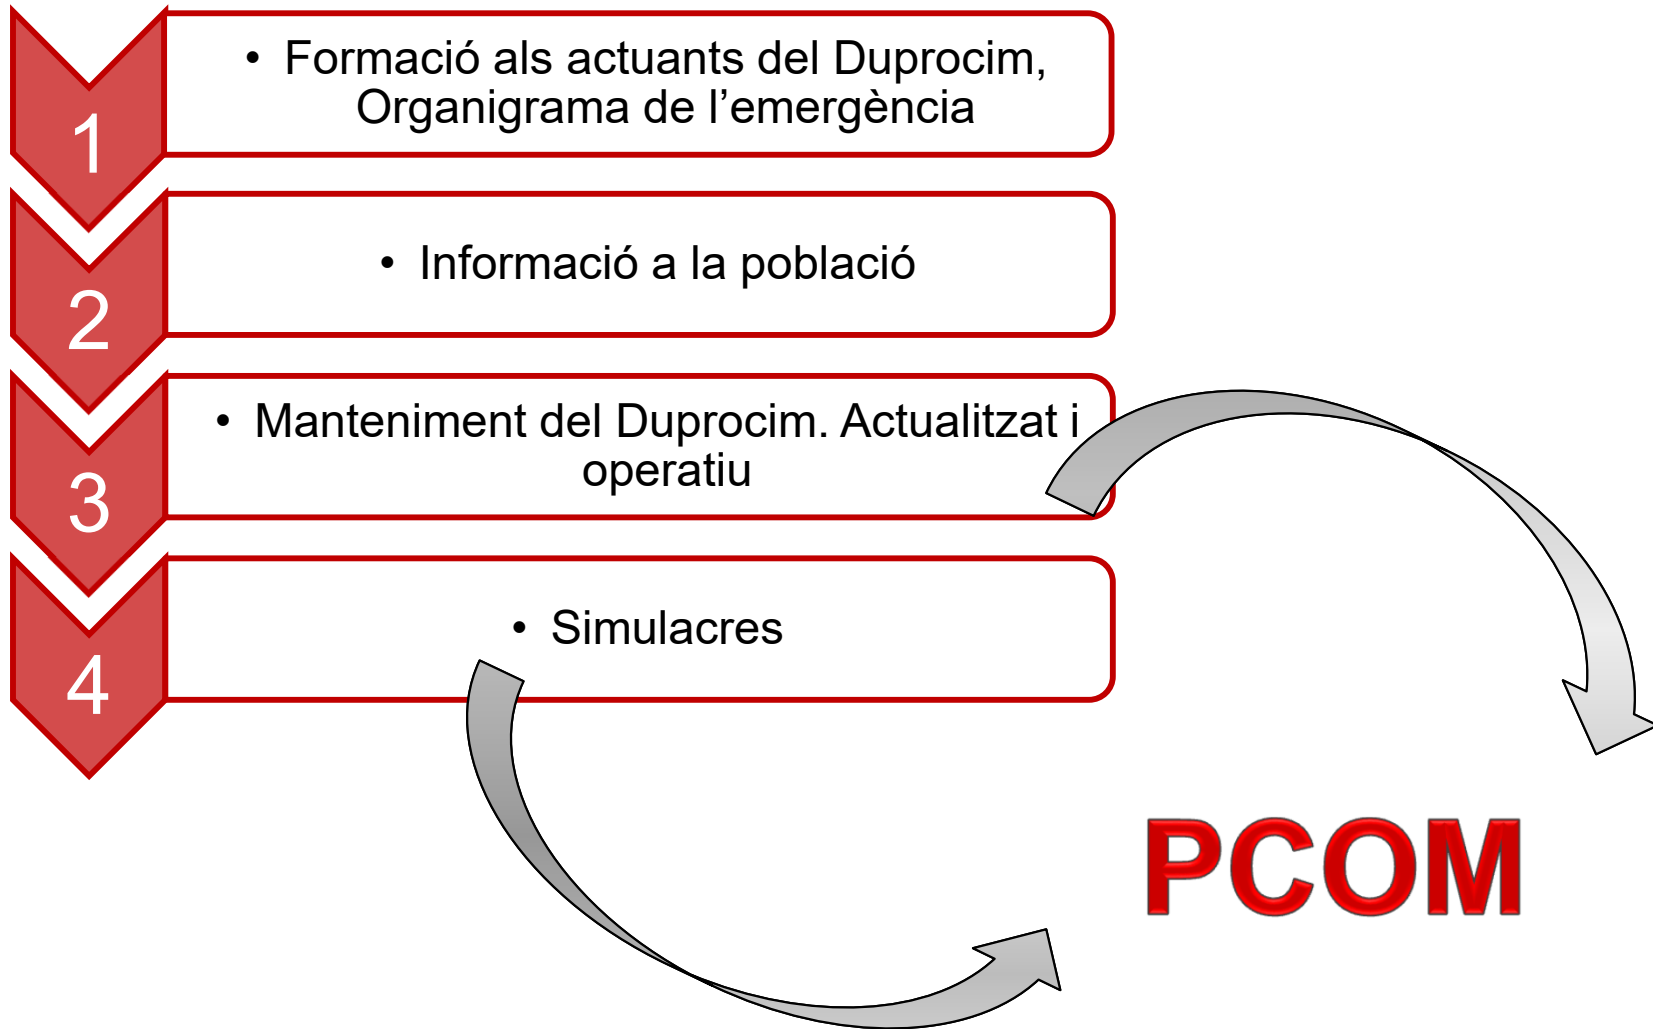 1
• Formació als actuants del Duprocim,
Organigrama de l’emergència
2
• Informació a la població
3
• Manteniment del Duprocim. Actualitzat i
operatiu
4
• Simulacres
PCOM